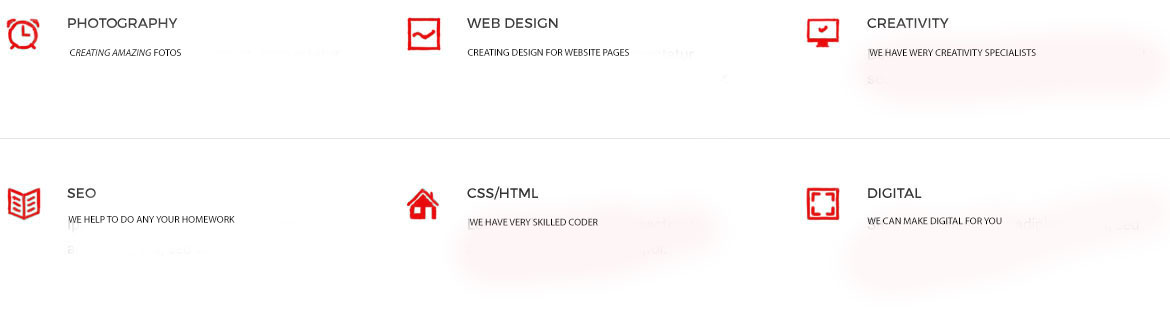 PHOTOGRAPHY
CREATING AMAZING FOTOS
WEB DESIGN
CREATING DESIGN FOR WEBSITE PAGES
CREATIVITY
WE HAVE WERY CREATIVITY SPECIALISTS
SEO
WE HELP TO DO ANY YOUR HOMEWORK
CSS/HTML
WE HAVE VERY SKILLED CODER
DIGITAL
WE CAN MAKE DIGITAL FOR YOU